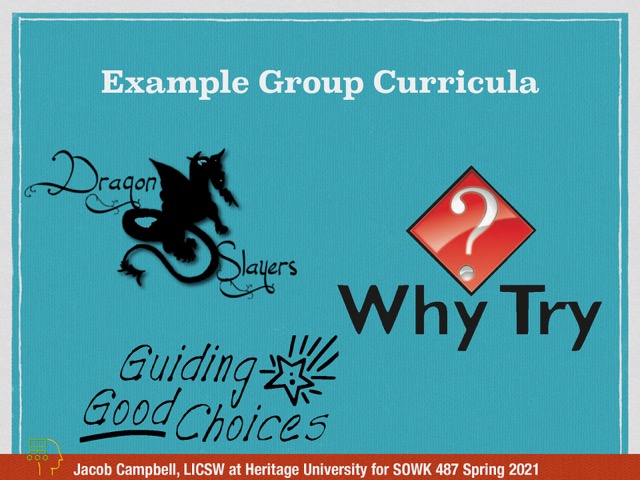 Example Group Curricula
Dragon
Slayers
?
Why Try
Guiding
Good Choices
Jacob Campbell, LICSW at Heritage University for SOWK 487 Spring 2021